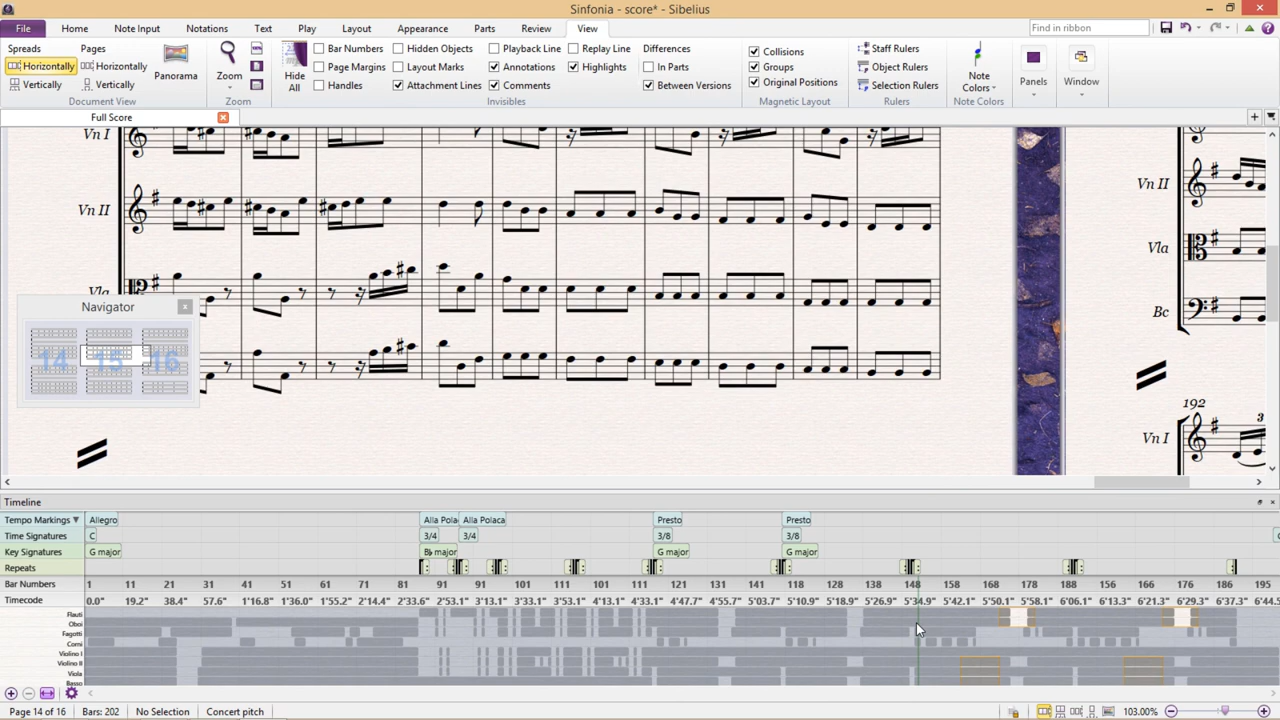 Sinfonia - score* - Sibelius
File Home Note Input Notations Text Play Layout Appearance Parts Review View Find in ribbon
Spreads Pages Bar Numbers Hidden Objects Playback Line Replay Line Differences Collisions Staff Rulers
Horizontally Horizontally Page Margins Layout Marks Annotations Highlights In Parts Groups Object Rulers
Vertically Vertically Panorama Zoom Hide All Handles Attachment Lines Comments Between Versions Original Positions Selection Rulers Note Colors Panels Window
Document View Zoom Invisibles Magnetic Layout Rulers Note Colors
Full Score
Vn I
Vn II
Vn II
Vla
Vla
Bc
Navigator
14 15 16
192
3
Vn I
Timeline
Tempo Markings Allegro Alla Pola Alla Polaca Presto Presto
Time Signatures C 3/4 3/4 3/8 3/8
Key Signatures G major major G major G major
Repeats
Bar Numbers 1 11 21 31 41 51 61 71 81 91 91 101 101 111 121 118 128 138 148 158 168 178 188 176 186 195
Timecode 0.0" 19.2" 38.4" 57.6" 1'16.8" 1'36.0" 1'55.2" 2'14.4" 2'33.6" 2'53.1" 3'13.1" 3'33.1" 3'53.1" 4'13.1" 4'33.1" 4'47.7" 4'55.7" 5'03.7" 5'10.9" 5'18.9" 5'26.9" 5'34.9" 5'42.1" 5'50.1" 5'58.1" 6'06.1" 6'13.3" 6'21.3" 6'29.3" 6'37.3" 6'44.5
Flauti
Oboi
Fagotti
Corni
Violino I
Violino II
Viola
Basso
Page 14 of 16 Bars: 202 No Selection Concert pitch 103.00%